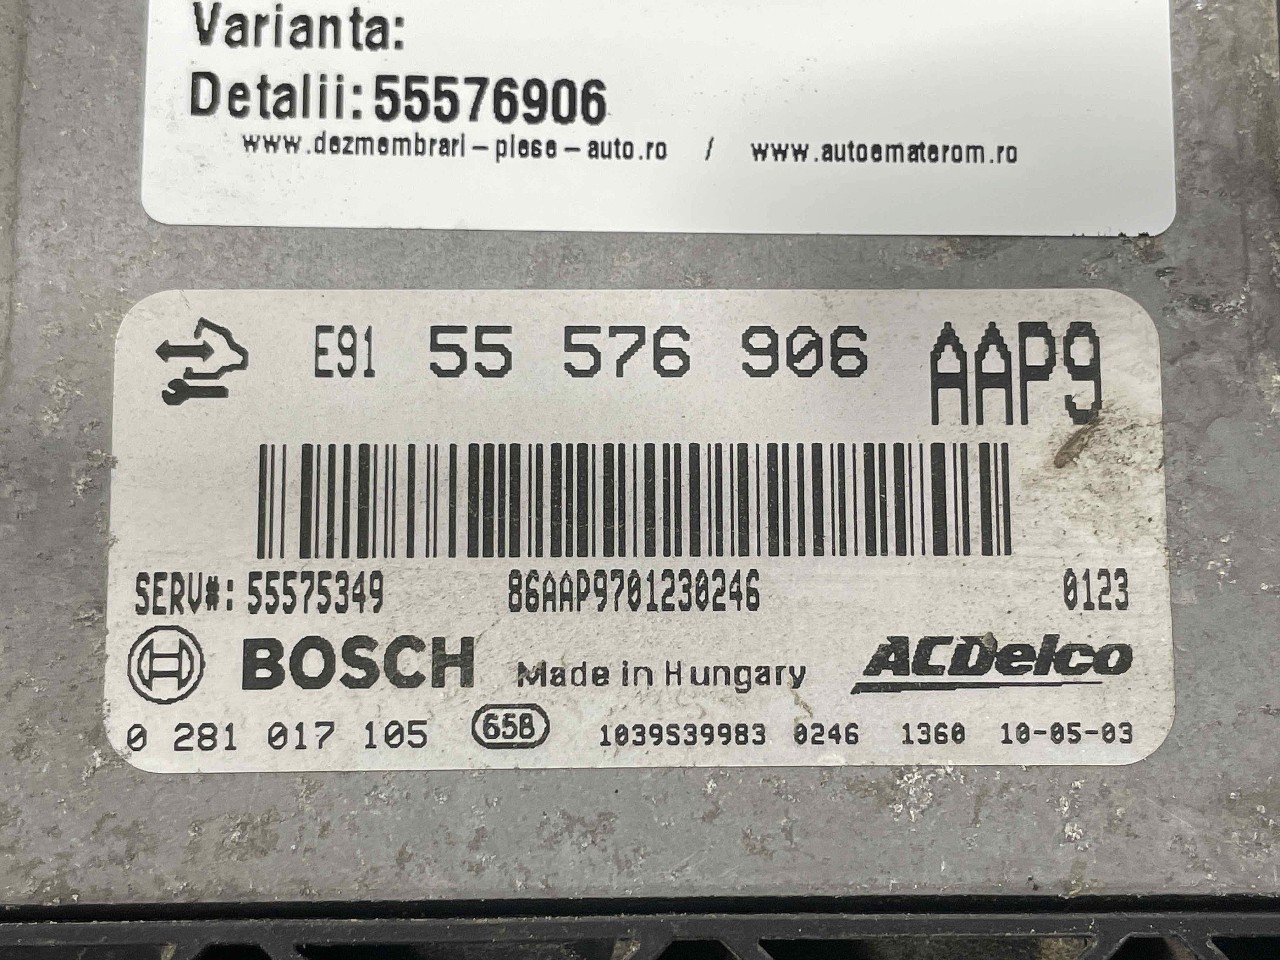 Varianta:
Detalii: 55576906
www.dezmembrari-piese-auto.ro / www.autoematerom.ro
E91 55 576 906 AAP9
SERV#: 55575349 86AAP9701230246 0123
BOSCH Made in Hungary ACDelco
0 281 017 105 65B 1039S39983 0246 1360 10-05-03